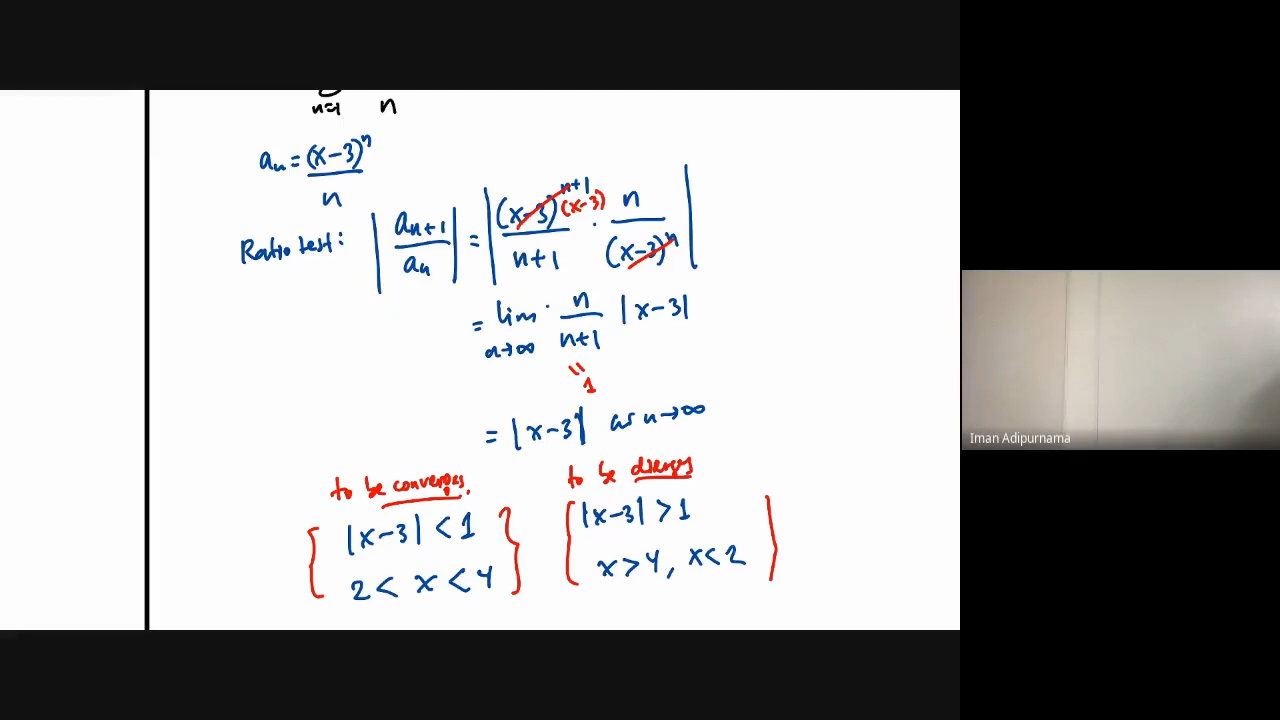 n=1 n
aₙ = (x-3)ⁿ / n
Ratio test: | aₙ₊₁ / aₙ | = | (x-3)ⁿ⁺¹ (x-3) / n+1 · n / (x-3)ⁿ |
= lim n→∞ n / n+1 |x-3|
" 1
= |x-3| as n→∞
to be converges. to be diverges
{ |x-3| < 1 } { |x-3| > 1 }
2 < x < 4 x > 4, x < 2
Iman Adipurnama